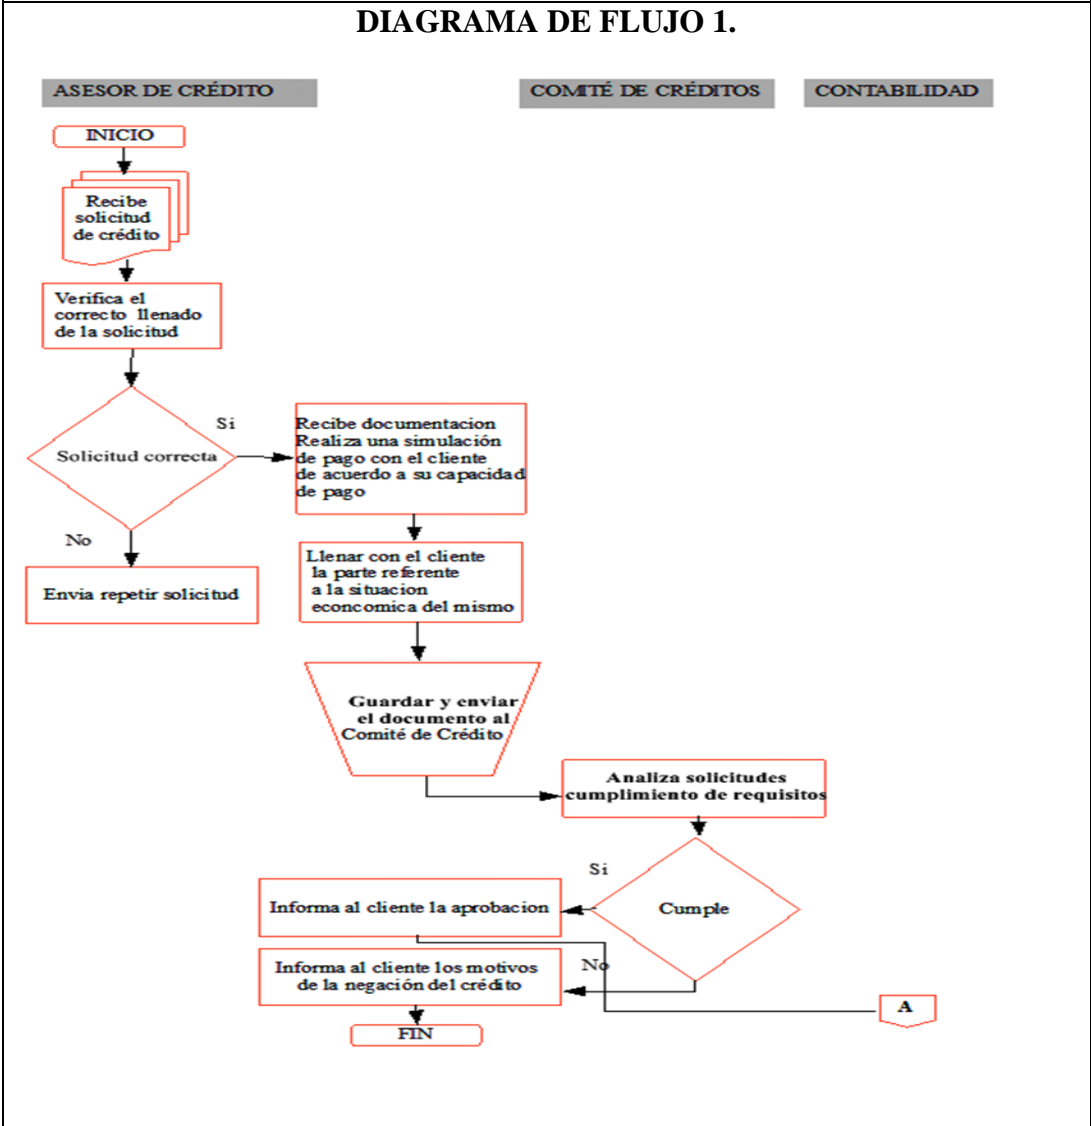 DIAGRAMA DE FLUJO 1.
ASESOR DE CRÉDITO
COMITÉ DE CRÉDITOS
CONTABILIDAD
INICIO
Recibe
solicitud
de crédito
Verifica el
correcto llenado
de la solicitud
Solicitud correcta
Si
No
Envia repetir solicitud
Recibe documentacion
Realiza una simulación
de pago con el cliente
de acuerdo a su capacidad
de pago
Llenar con el cliente
la parte referente
a la situacion
economica del mismo
Guardar y enviar
el documento al
Comité de Crédito
Analiza solicitudes
cumplimiento de requisitos
Cumple
Si
Informa al cliente la aprobacion
No
Informa al cliente los motivos
de la negación del crédito
A
FIN